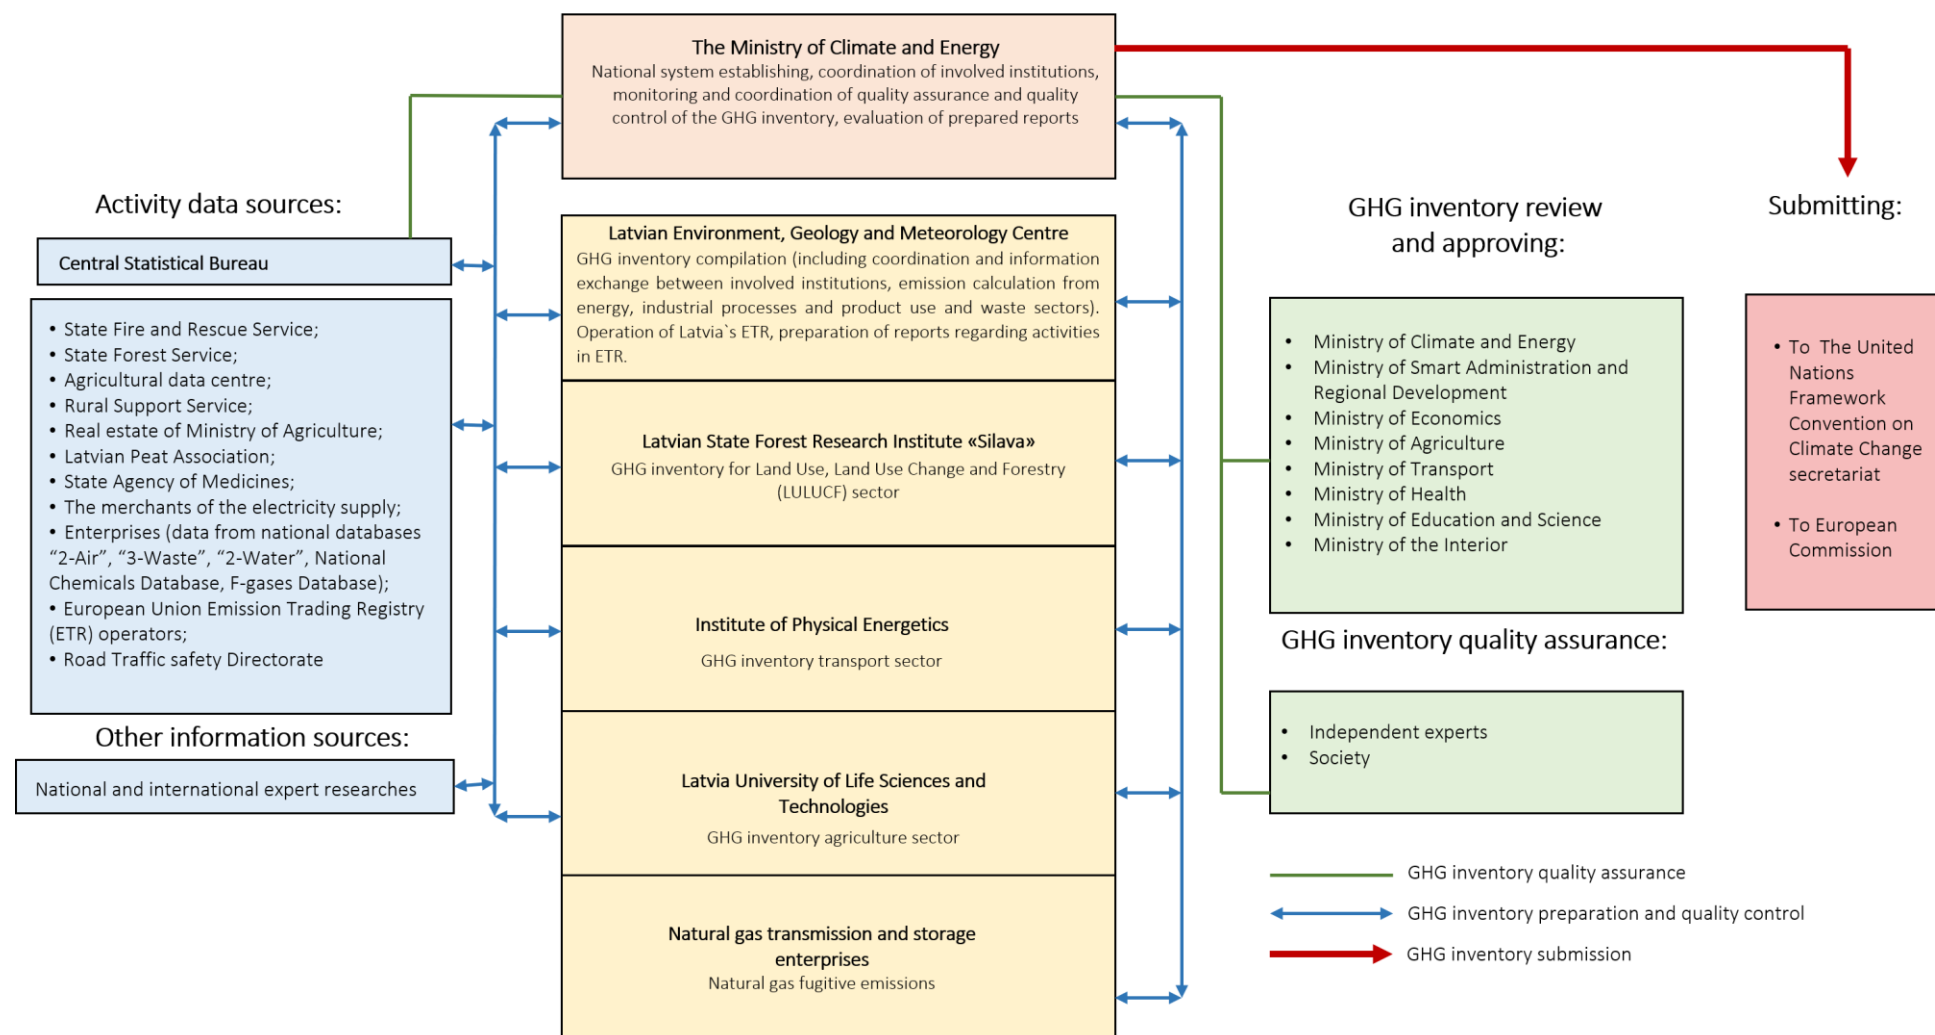 The Ministry of Climate and Energy
National system establishing, coordination of involved institutions,
monitoring and coordination of quality assurance and quality
control of the GHG inventory, evaluation of prepared reports
Activity data sources:
Central Statistical Bureau
• State Fire and Rescue Service;
• State Forest Service;
• Agricultural data centre;
• Rural Support Service;
• Real estate of Ministry of Agriculture;
• Latvian Peat Association;
• State Agency of Medicines;
• The merchants of the electricity supply;
• Enterprises (data from national databases
“2-Air”, “3-Waste”, “2-Water”, National
Chemicals Database, F-gases Database);
• European Union Emission Trading Registry
(ETR) operators;
• Road Traffic safety Directorate
Other information sources:
National and international expert researches
Latvian Environment, Geology and Meteorology Centre
GHG inventory compilation (including coordination and information
exchange between involved institutions, emission calculation from
energy, industrial processes and product use and waste sectors).
Operation of Latvia`s ETR, preparation of reports regarding activities
in ETR.
Latvian State Forest Research Institute «Silava»
GHG inventory for Land Use, Land Use Change and Forestry
(LULUCF) sector
Institute of Physical Energetics
GHG inventory transport sector
Latvia University of Life Sciences and
Technologies
GHG inventory agriculture sector
Natural gas transmission and storage
enterprises
Natural gas fugitive emissions
GHG inventory review
and approving:
• Ministry of Climate and Energy
• Ministry of Smart Administration and
Regional Development
• Ministry of Economics
• Ministry of Agriculture
• Ministry of Transport
• Ministry of Health
• Ministry of Education and Science
• Ministry of the Interior
GHG inventory quality assurance:
• Independent experts
• Society
Submitting:
• To The United
Nations
Framework
Convention on
Climate Change
secretariat
• To European
Commission
GHG inventory quality assurance
GHG inventory preparation and quality control
GHG inventory submission